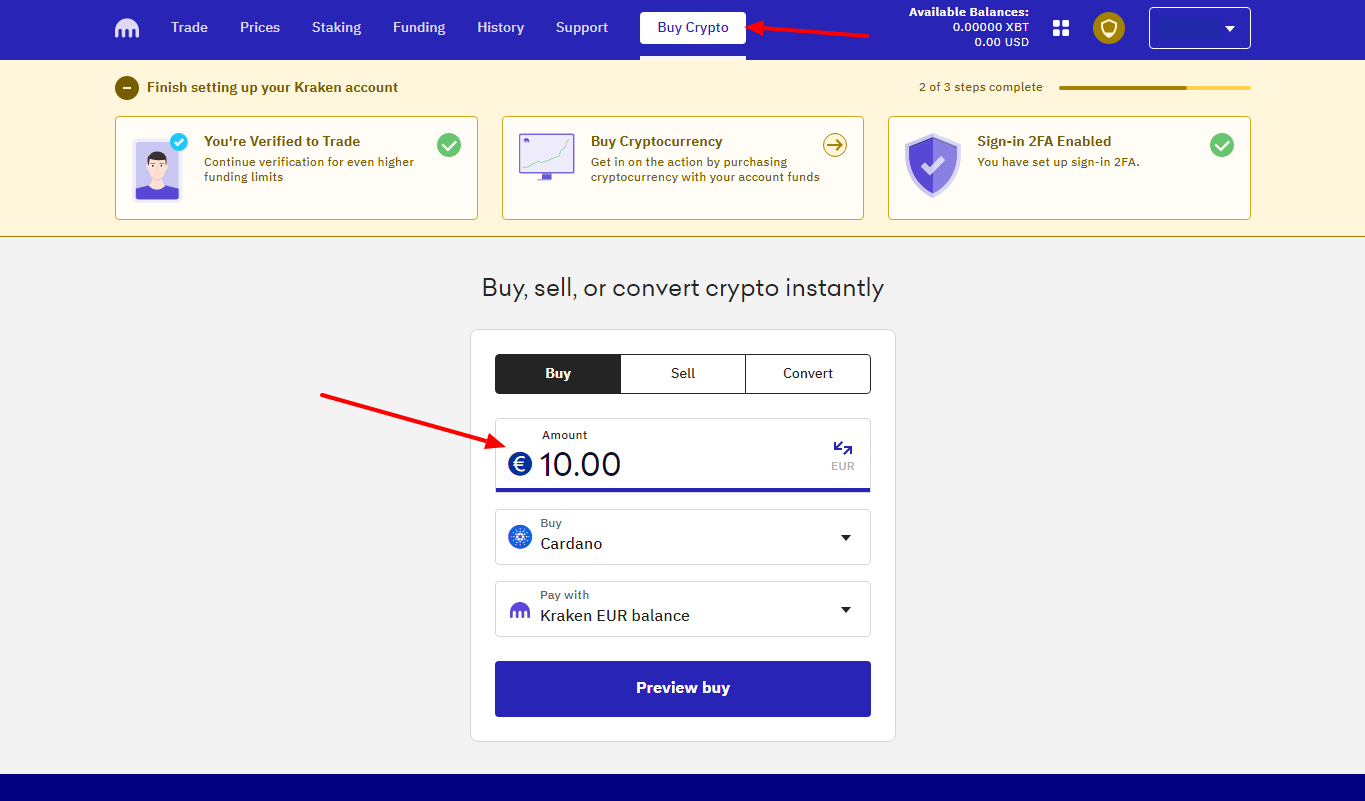 Trade Prices Staking Funding History Support Buy Crypto
Available Balances:
0.00000 XBT
0.00 USD
Finish setting up your Kraken account
2 of 3 steps complete
You're Verified to Trade
Continue verification for even higher
funding limits
Buy Cryptocurrency
Get in on the action by purchasing
cryptocurrency with your account funds
Sign-in 2FA Enabled
You have set up sign-in 2FA.
Buy, sell, or convert crypto instantly
Buy Sell Convert
Amount
€ 10.00
EUR
Buy
Cardano
Pay with
Kraken EUR balance
Preview buy